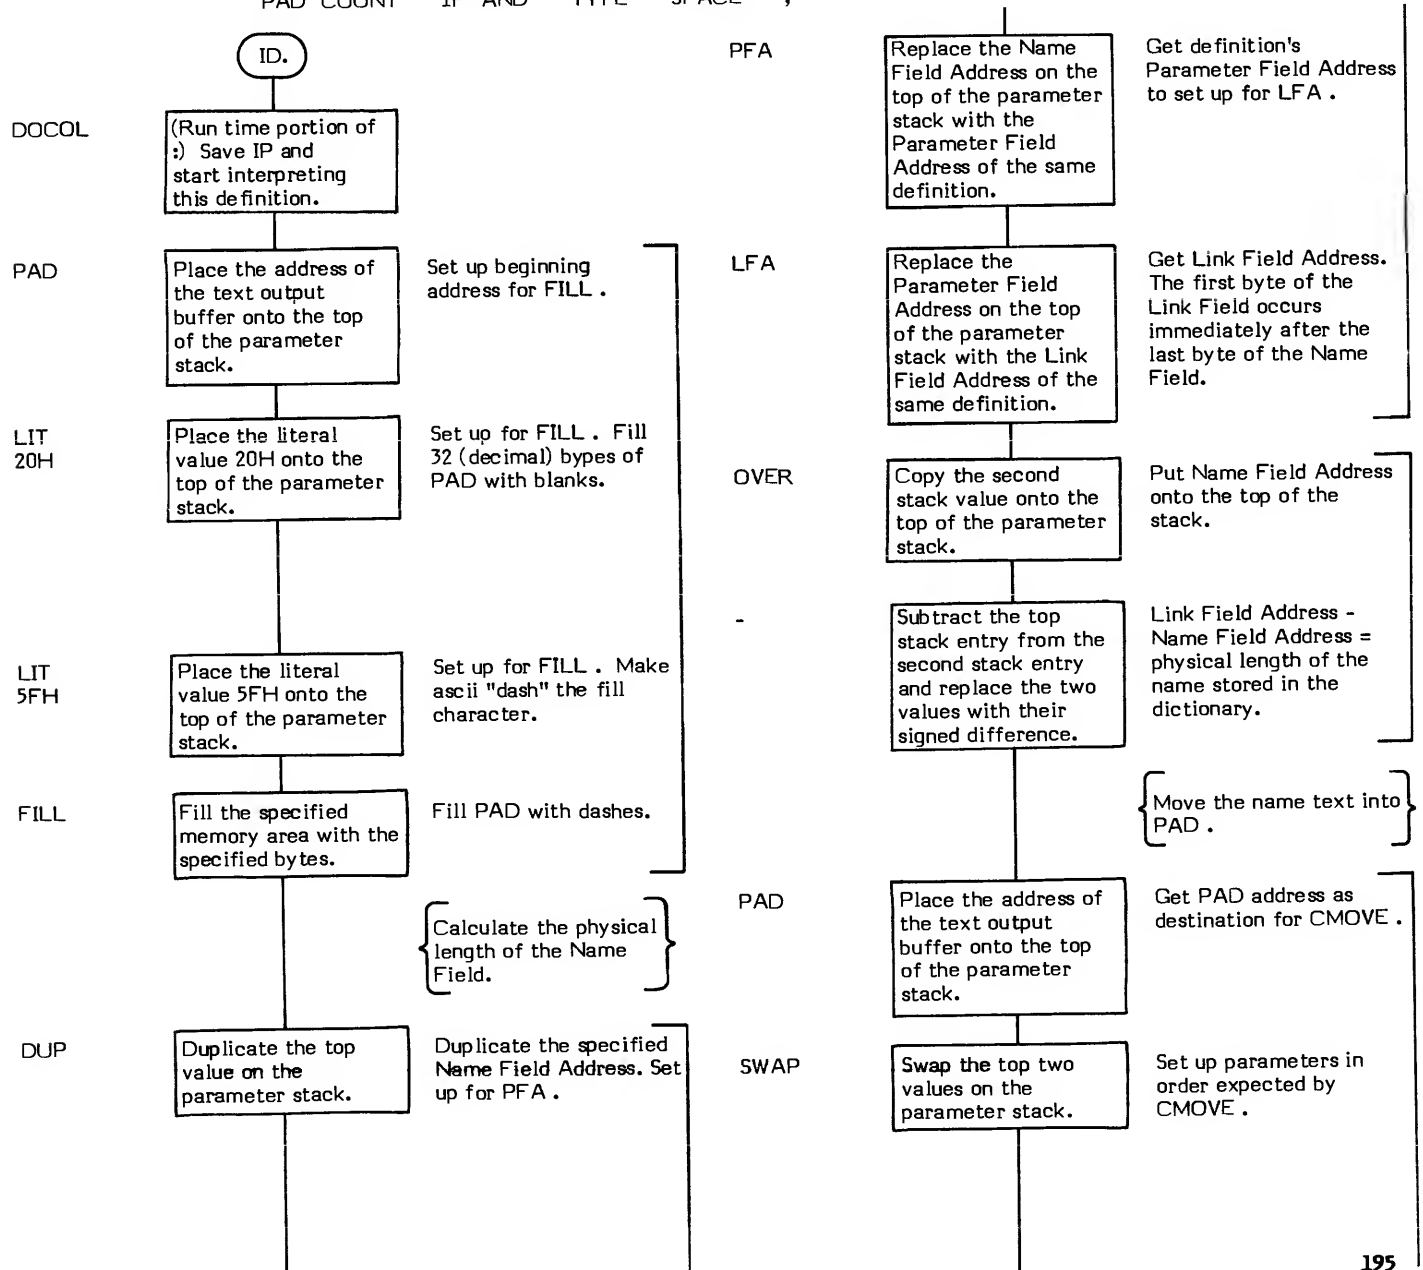 PAD COUNT 1F AND TYPE SPACE ;
ID.
DOCOL
(Run time portion of
:) Save IP and
start interpreting
this definition.
PAD
Place the address of
the text output
buffer onto the top
of the parameter
stack.
Set up beginning
address for FILL .
LIT
20H
Place the literal
value 20H onto the
top of the parameter
stack.
Set up for FILL . Fill
32 (decimal) bypes of
PAD with blanks.
LIT
5FH
Place the literal
value 5FH onto the
top of the parameter
stack.
Set up for FILL . Make
ascii "dash" the fill
character.
FILL
Fill the specified
memory area with the
specified bytes.
Fill PAD with dashes.
Calculate the physical
length of the Name
Field.
DUP
Duplicate the top
value on the
parameter stack.
Duplicate the specified
Name Field Address. Set
up for PFA .
PFA
Replace the Name
Field Address on the
top of the parameter
stack with the
Parameter Field
Address of the same
definition.
Get definition's
Parameter Field Address
to set up for LFA .
LFA
Replace the
Parameter Field
Address on the top
of the parameter
stack with the Link
Field Address of the
same definition.
Get Link Field Address.
The first byte of the
Link Field occurs
immediately after the
last byte of the Name
Field.
OVER
Copy the second
stack value onto the
top of the parameter
stack.
Put Name Field Address
onto the top of the
stack.
-
Subtract the top
stack entry from the
second stack entry
and replace the two
values with their
signed difference.
Link Field Address -
Name Field Address =
physical length of the
name stored in the
dictionary.
Move the name text into
PAD .
PAD
Place the address of
the text output
buffer onto the top
of the parameter
stack.
Get PAD address as
destination for CMOVE .
SWAP
Swap the top two
values on the
parameter stack.
Set up parameters in
order expected by
CMOVE .
195